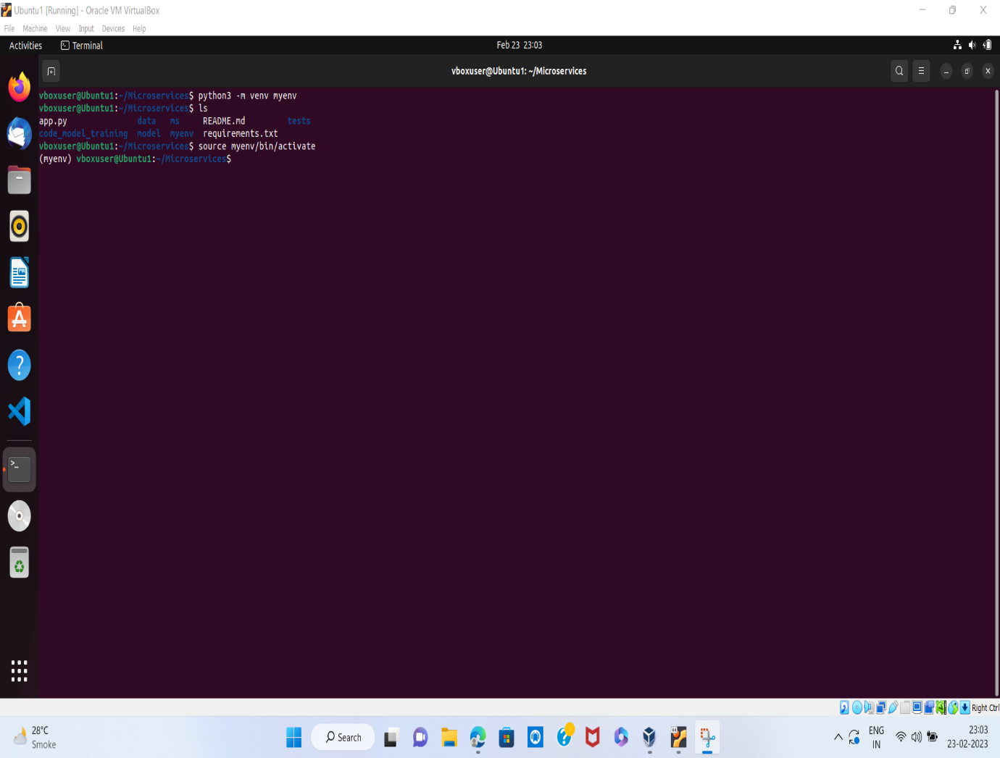 Ubuntu1 [Running] - Oracle VM VirtualBox
File Machine View Input Devices Help
Activities Terminal Feb 23 23:03
vboxuser@Ubuntu1: ~/Microservices
vboxuser@Ubuntu1:~/Microservices$ python3 -m venv myenv
vboxuser@Ubuntu1:~/Microservices$ ls
app.py data ms README.md tests
code_model_training model myenv requirements.txt
vboxuser@Ubuntu1:~/Microservices$ source myenv/bin/activate
(myenv) vboxuser@Ubuntu1:~/Microservices$
Right Ctrl
28°C
Smoke
Search
ENG
IN
23:03
23-02-2023